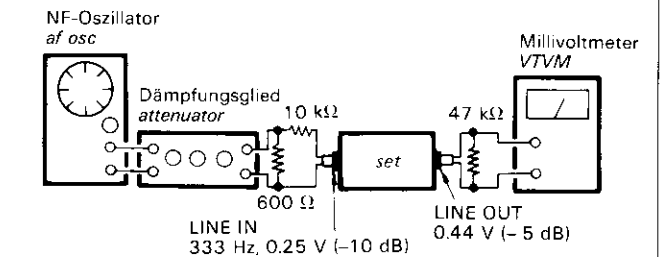 NF-Oszillator
af osc
Millivoltmeter
VTVM
Dämpfungsglied
attenuator
10 kΩ
47 kΩ
set
600 Ω
LINE IN
333 Hz, 0.25 V (–10 dB)
LINE OUT
0.44 V (– 5 dB)